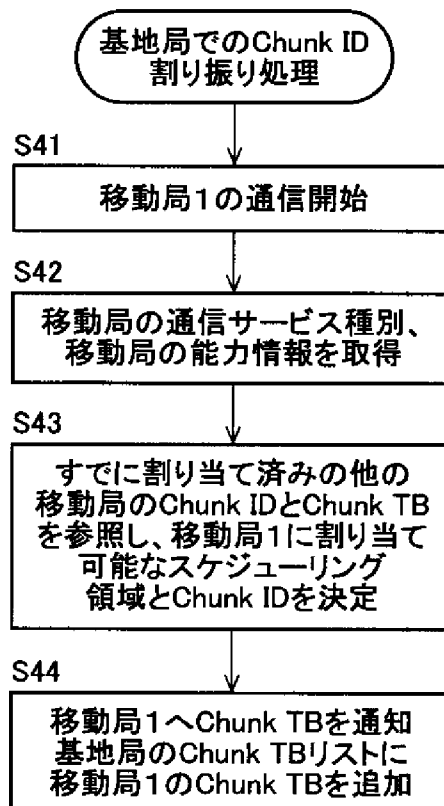 基地局でのChunk ID
割り振り処理
S41
移動局1の通信開始
S42
移動局の通信サービス種別、
移動局の能力情報を取得
S43
すでに割り当て済みの他の
移動局のChunk IDとChunk TB
を参照し、移動局1に割り当て
可能なスケジューリング
領域とChunk IDを決定
S44
移動局1へChunk TBを通知
基地局のChunk TBリストに
移動局1のChunk TBを追加